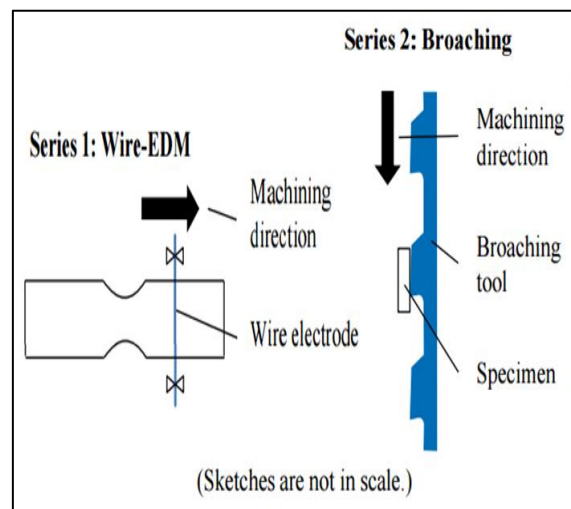 Series 1: Wire-EDM
Machining
direction
Wire electrode
Series 2: Broaching
Machining
direction
Broaching
tool
Specimen
(Sketches are not in scale.)